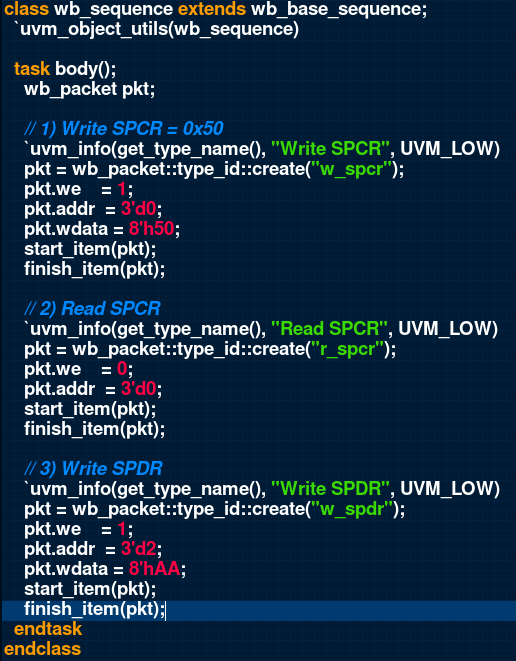 class wb_sequence extends wb_base_sequence;
`uvm_object_utils(wb_sequence)
task body();
wb_packet pkt;
// 1) Write SPCR = 0x50
`uvm_info(get_type_name(), "Write SPCR", UVM_LOW)
pkt = wb_packet::type_id::create("w_spcr");
pkt.we = 1;
pkt.addr = 3'd0;
pkt.wdata = 8'h50;
start_item(pkt);
finish_item(pkt);
// 2) Read SPCR
`uvm_info(get_type_name(), "Read SPCR", UVM_LOW)
pkt = wb_packet::type_id::create("r_spcr");
pkt.we = 0;
pkt.addr = 3'd0;
start_item(pkt);
finish_item(pkt);
// 3) Write SPDR
`uvm_info(get_type_name(), "Write SPDR", UVM_LOW)
pkt = wb_packet::type_id::create("w_spdr");
pkt.we = 1;
pkt.addr = 3'd2;
pkt.wdata = 8'hAA;
start_item(pkt);
finish_item(pkt);
endtask
endclass